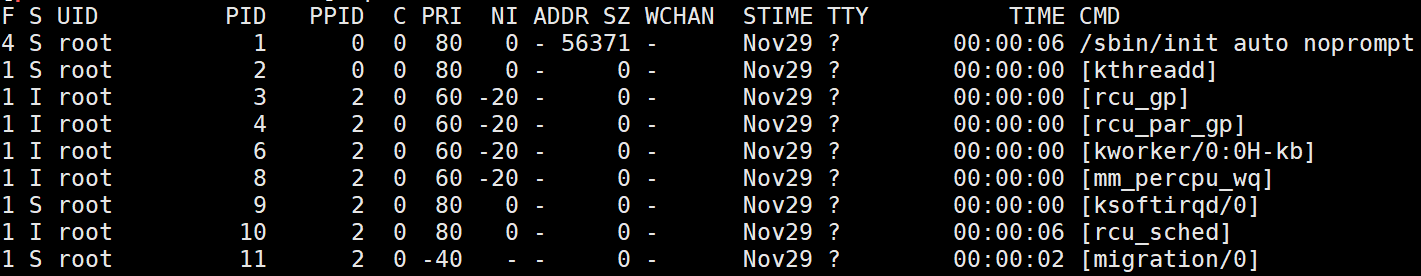 F S UID        PID  PPID  C PRI  NI ADDR SZ WCHAN  STIME TTY          TIME CMD
4 S root         1     0  0  80   0 - 56371 -      Nov29 ?        00:00:06 /sbin/init auto noprompt
1 S root         2     0  0  80   0 -     0 -      Nov29 ?        00:00:00 [kthreadd]
1 I root         3     2  0  60 -20 -     0 -      Nov29 ?        00:00:00 [rcu_gp]
1 I root         4     2  0  60 -20 -     0 -      Nov29 ?        00:00:00 [rcu_par_gp]
1 I root         6     2  0  60 -20 -     0 -      Nov29 ?        00:00:00 [kworker/0:0H-kb]
1 I root         8     2  0  60 -20 -     0 -      Nov29 ?        00:00:00 [mm_percpu_wq]
1 S root         9     2  0  80   0 -     0 -      Nov29 ?        00:00:00 [ksoftirqd/0]
1 I root        10     2  0  80   0 -     0 -      Nov29 ?        00:00:06 [rcu_sched]
1 S root        11     2  0 -40   - -     0 -      Nov29 ?        00:00:02 [migration/0]